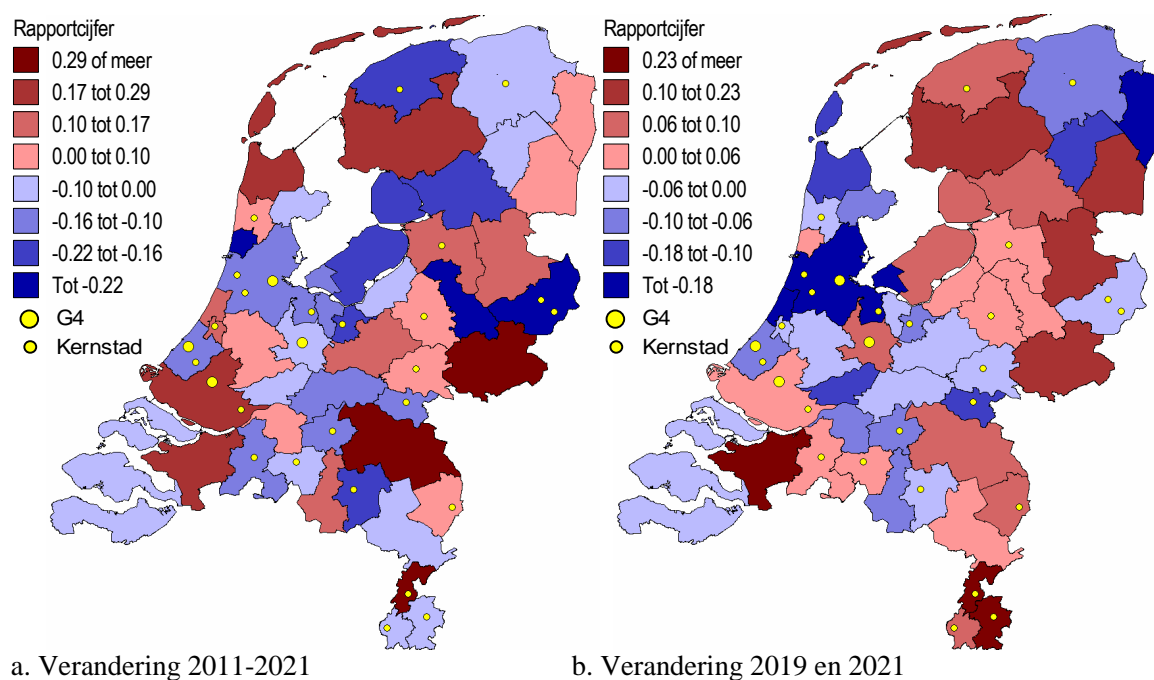 Rapportcijfer
0.29 of meer
0.17 tot 0.29
0.10 tot 0.17
0.00 tot 0.10
-0.10 tot 0.00
-0.16 tot -0.10
-0.22 tot -0.16
Tot -0.22
G4
Kernstad
a. Verandering 2011-2021
Rapportcijfer
0.23 of meer
0.10 tot 0.23
0.06 tot 0.10
0.00 tot 0.06
-0.06 tot 0.00
-0.10 tot -0.06
-0.18 tot -0.10
Tot -0.18
G4
Kernstad
b. Verandering 2019 en 2021